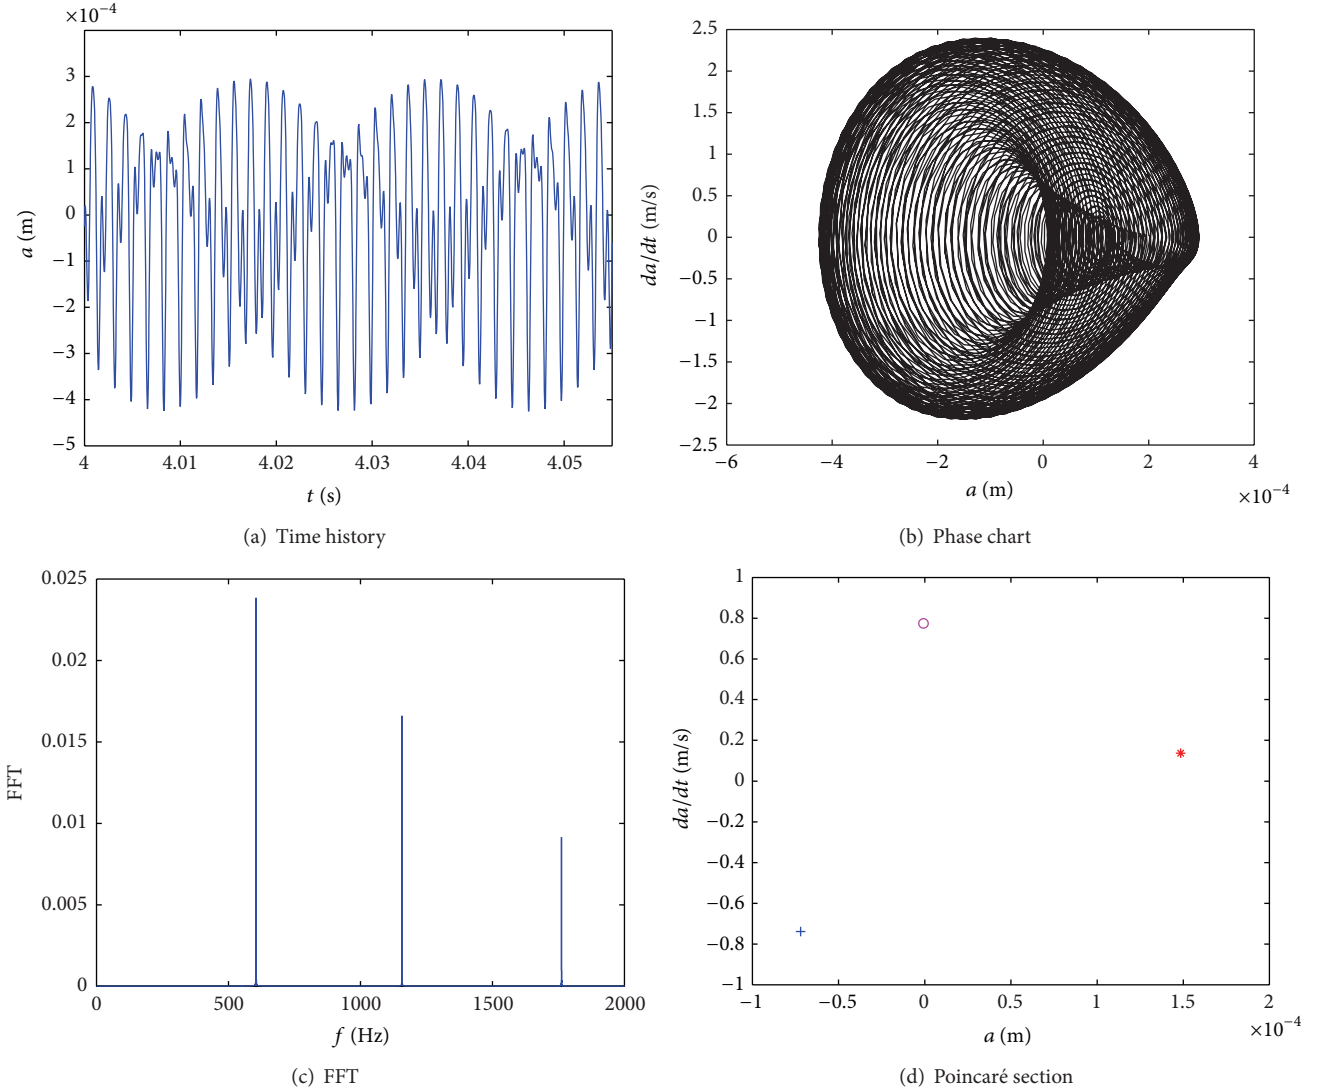 ×10−4
3
2
1
0
−1
−2
−3
−4
−5
a (m)
4 4.01 4.02 4.03 4.04 4.05
t (s)
(a) Time history
2.5
2
1.5
1
0.5
0
−0.5
−1
−1.5
−2
−2.5
da/dt (m/s)
−6 −4 −2 0 2 4
a (m)
×10−4
(b) Phase chart
0.025
0.02
0.015
0.01
0.005
0
FFT
0 500 1000 1500 2000
f (Hz)
(c) FFT
1
0.8
0.6
0.4
0.2
0
−0.2
−0.4
−0.6
−0.8
−1
da/dt (m/s)
−1 −0.5 0 0.5 1 1.5 2
a (m)
×10−4
(d) Poincaré section